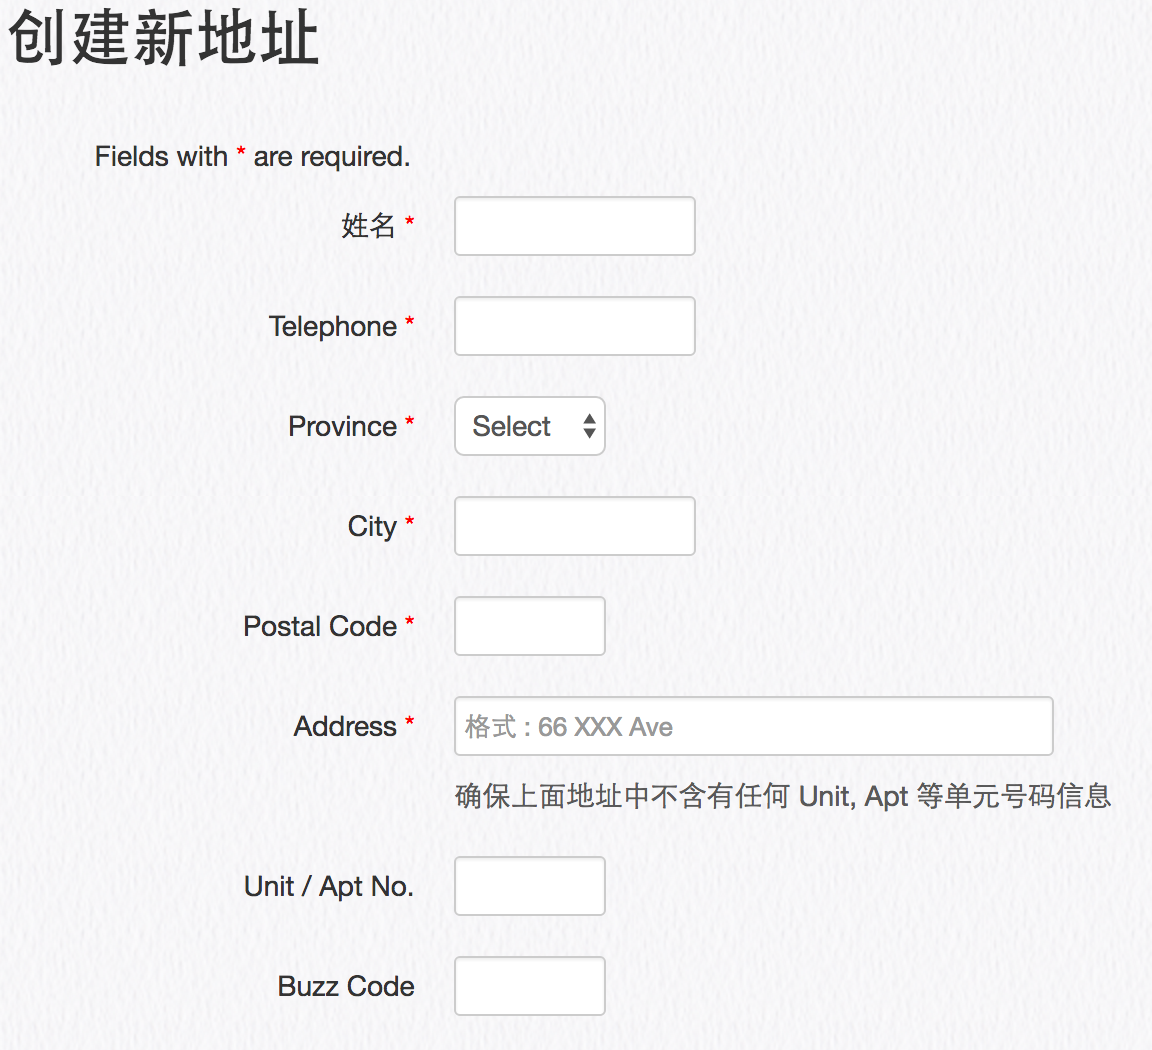 创建新地址
Fields with * are required.
姓名 *
Telephone *
Province *
Select
City *
Postal Code *
Address *
格式 : 66 XXX Ave
确保上面地址中不含有任何 Unit, Apt 等单元号码信息
Unit / Apt No.
Buzz Code